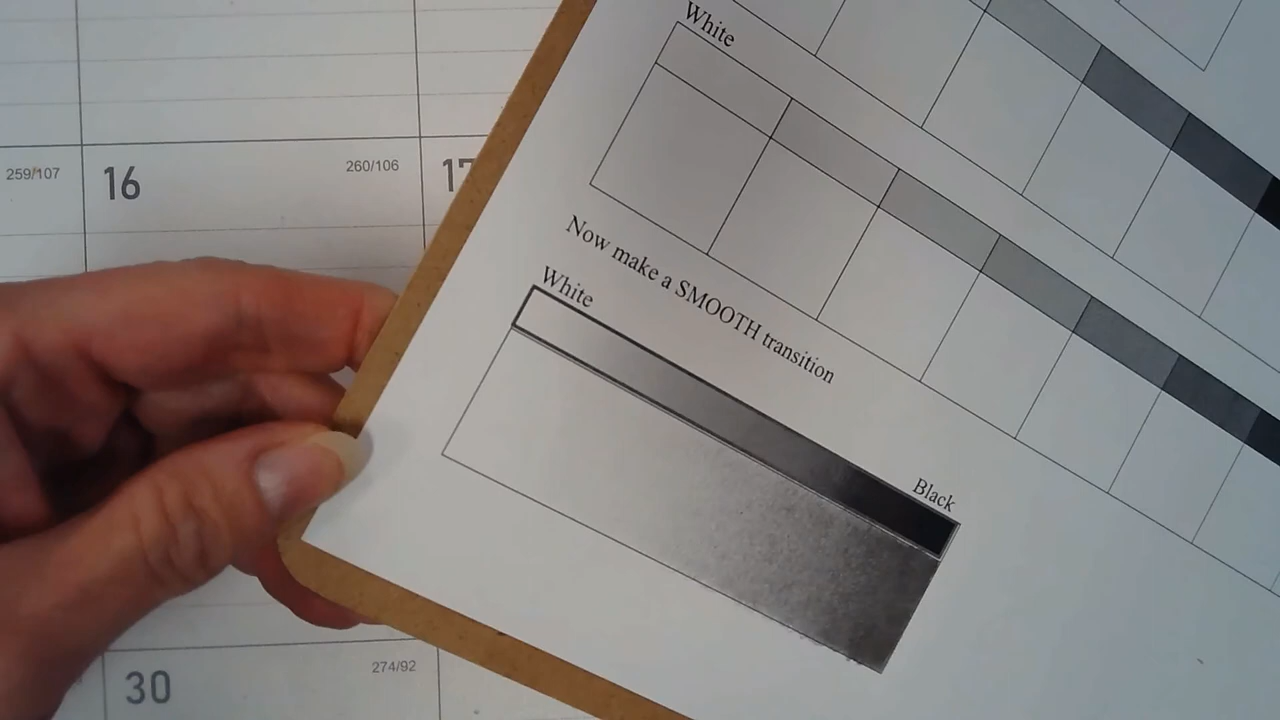 259/107
16
260/106
17
White
Now make a SMOOTH transition
White
Black
30
274/92